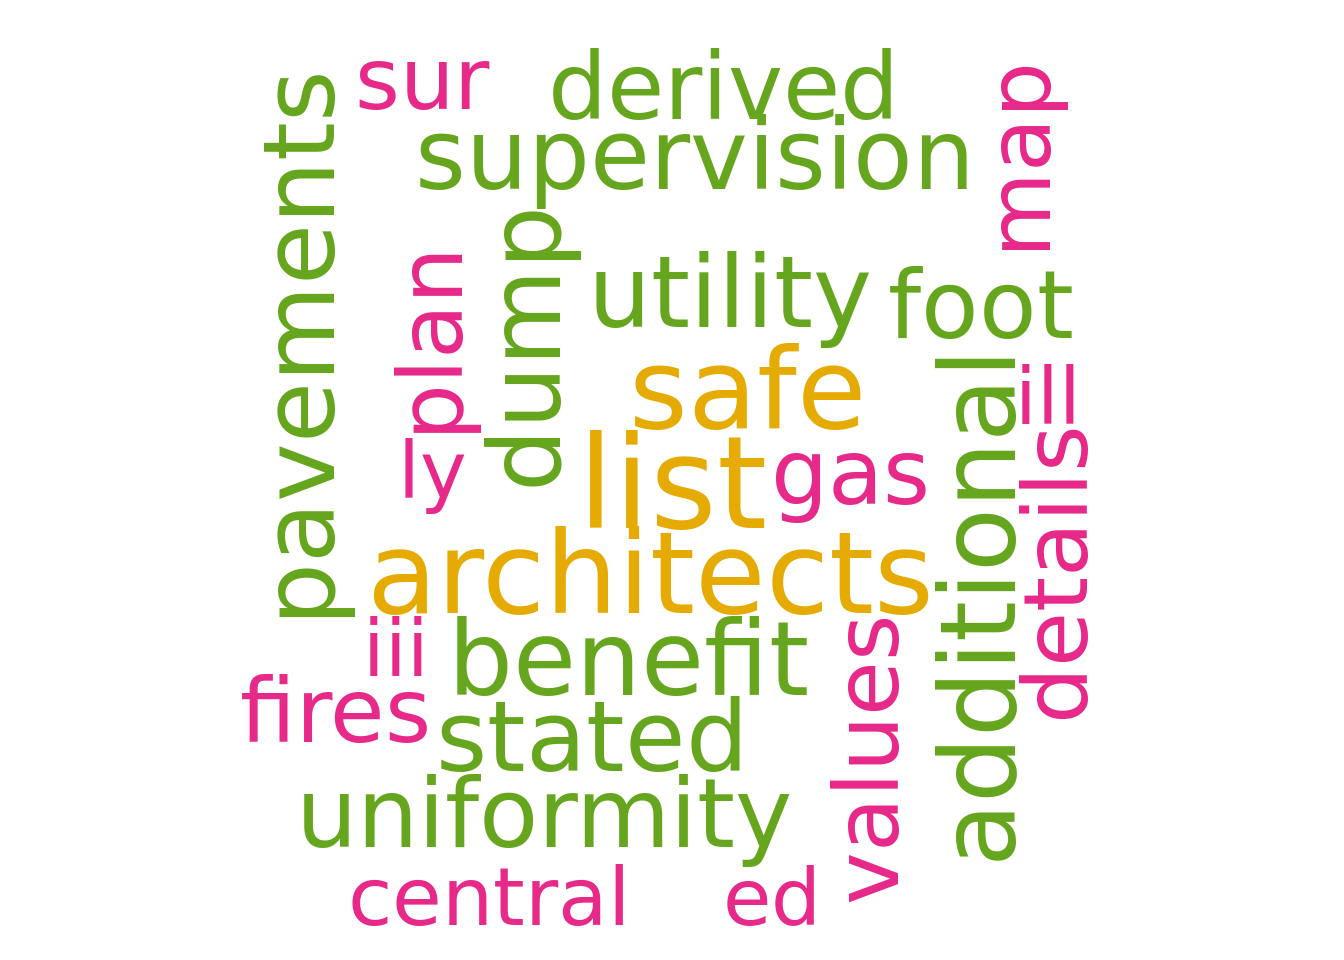 sur
derived
pavements
map
supervision
dump
plan
utility
foot
safe
additional
ill
list
gas
ly
details
architects
iii
benefit
values
fires
stated
uniformity
central
ed